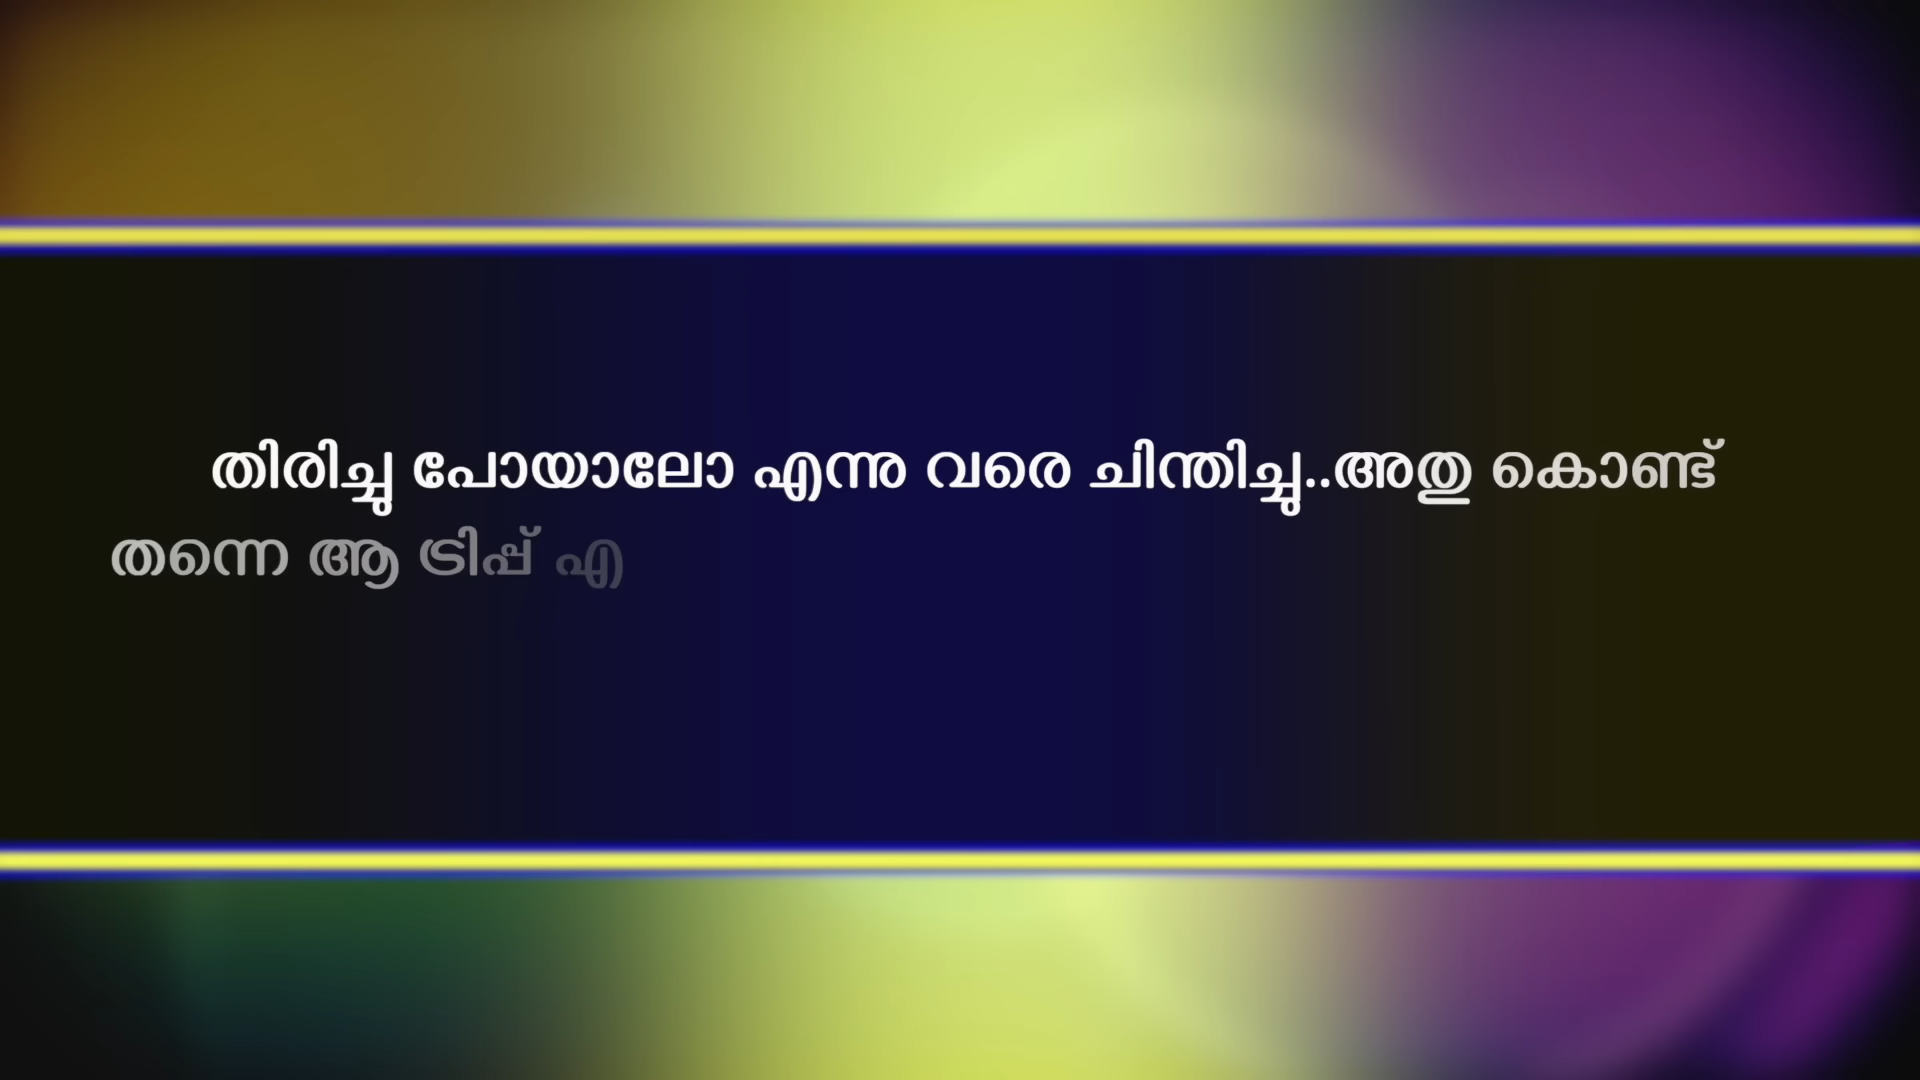 തിരിച്ചു പോയാലോ എന്നു വരെ ചിന്തിച്ചു..അതു കൊണ്ട്
തന്നെ ആ ട്രിപ്പ് എ